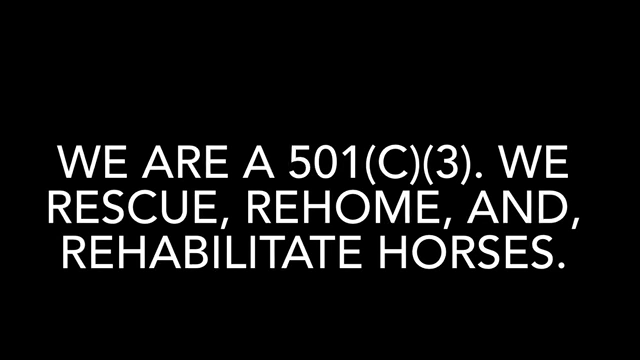 WE ARE A 501(C)(3). WE
RESCUE, REHOME, AND,
REHABILITATE HORSES.